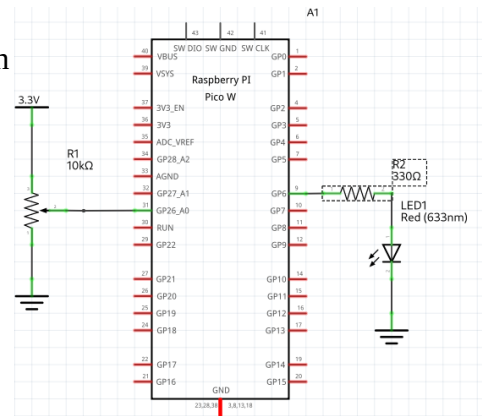 A1
n
43 42 41
SW DIO SW GND SW CLK
Raspberry PI
Pico W
40 VBUS
39 VSYS
37 3V3_EN
36 3V3
35 ADC_VREF
34 GP28_A2
33 AGND
32 GP27_A1
31 GP26_A0
30 RUN
29 GP22
27 GP21
26 GP20
25 GP19
24 GP18
22 GP17
21 GP16
GP0 1
GP1 2
GP2 4
GP3 5
GP4 6
GP5 7
GP6 9
GP7 10
GP8 11
GP9 12
GP10 14
GP11 15
GP12 16
GP13 17
GP14 19
GP15 20
GND
23,28,38 3,8,13,18
3.3V
R1
10kΩ
R2
330Ω
LED1
Red (633nm)